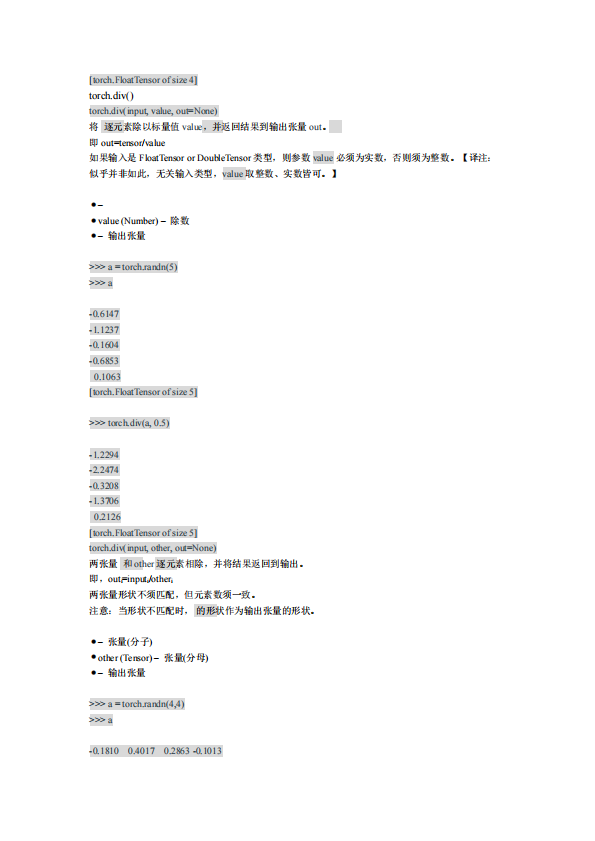 [torch.FloatTensor of size 4]
torch.div()
torch.div(input, value, out=None)
将 逐元素除以标量值 value，并返回结果到输出张量 out。
即 out=tensor/value
如果输入是 FloatTensor or DoubleTensor 类型，则参数 value 必须为实数，否则须为整数。【译注：
似乎并非如此，无关输入类型，value 取整数、实数皆可。】
● –
● value (Number) – 除数
● – 输出张量
>>> a = torch.randn(5)
>>> a
-0.6147
-1.1237
-0.1604
-0.6853
0.1063
[torch.FloatTensor of size 5]
>>> torch.div(a, 0.5)
-1.2294
-2.2474
-0.3208
-1.3706
0.2126
[torch.FloatTensor of size 5]
torch.div(input, other, out=None)
两张量 和 other 逐元素相除，并将结果返回到输出。
即，outᵢ=inputᵢ/otherᵢ
两张量形状不须匹配，但元素数须一致。
注意：当形状不匹配时， 的形状作为输出张量的形状。
● – 张量(分子)
● other (Tensor) – 张量(分母)
● – 输出张量
>>> a = torch.randn(4,4)
>>> a
-0.1810 0.4017 0.2863 -0.1013